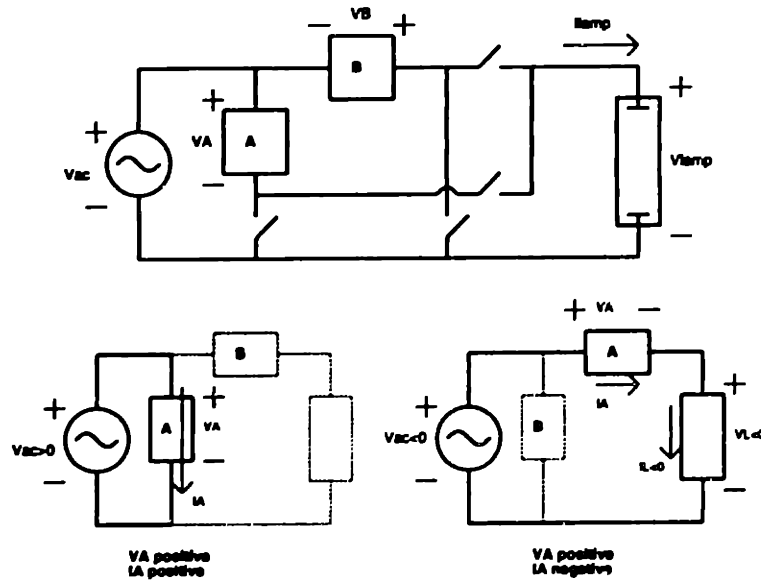 VB
Ilamp
− B +
+
+
VA A
+
Vac
Vlamp
−
−
−
+ VA −
B
A
+
+
A VA
IA
+
+
Vac>0
Vac<0
B
VL<0
−
IL<0
−
−
−
IA
VA positive
IA positive
VA positive
IA negative